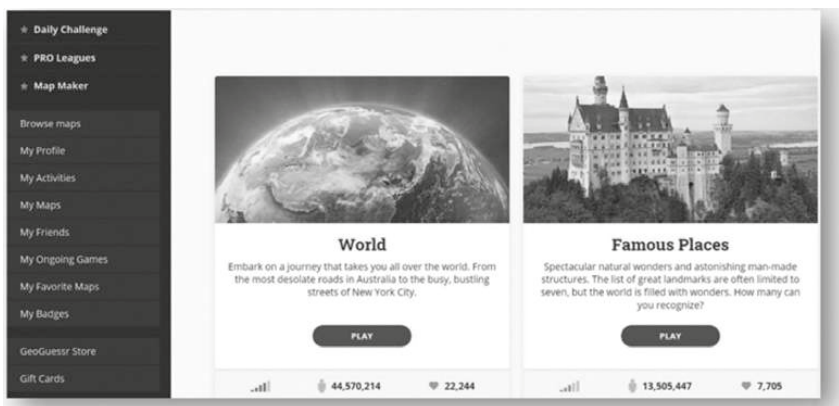 Daily Challenge
PRO Leagues
Map Maker
Browse maps
My Profile
My Activities
My Maps
My Friends
My Ongoing Games
My Favorite Maps
My Badges
GeoGuessr Store
Gift Cards
World
Embark on a journey that takes you all over the world. From
the most desolate roads in Australia to the busy, bustling
streets of New York City.
PLAY
44,570,214
22,244
Famous Places
Spectacular natural wonders and astonishing man-made
structures. The list of great landmarks are often limited to
seven, but the world is filled with wonders. How many can
you recognize?
PLAY
13,505,447
7,705